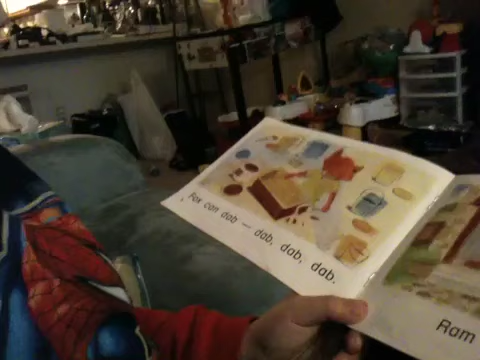 Fox can dab — dab, dab, dab.
Ram